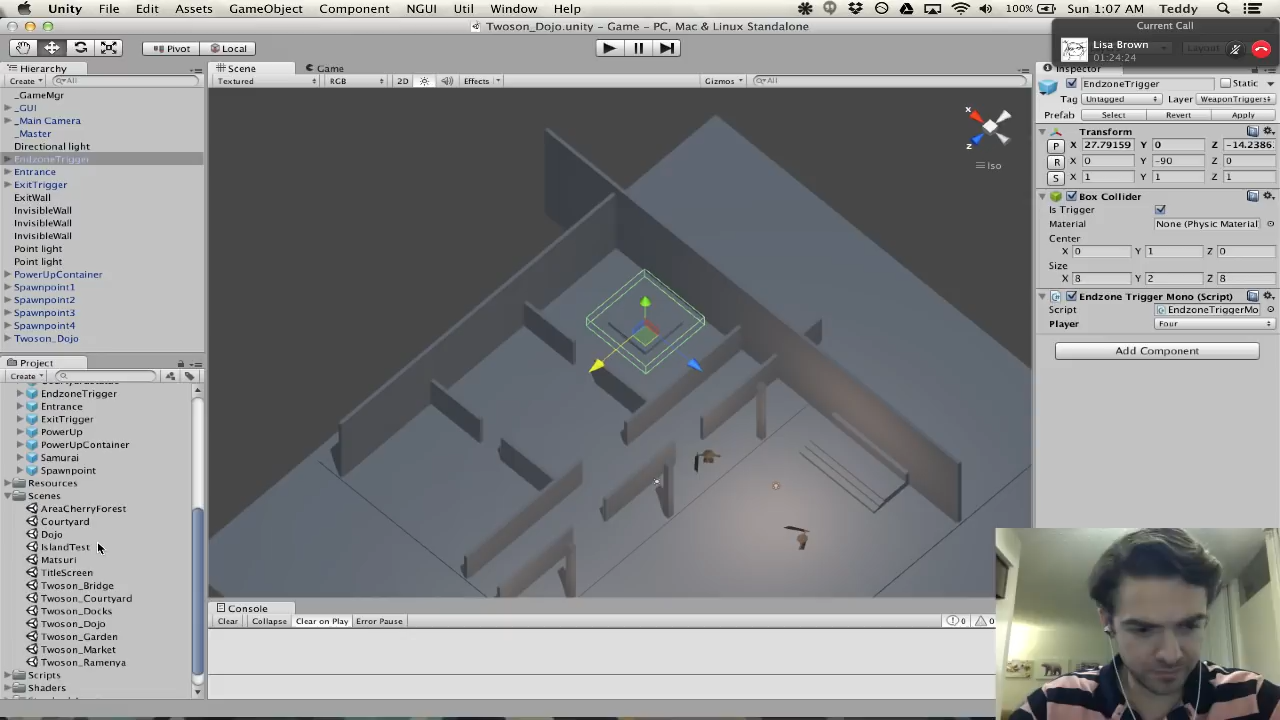 File Edit Assets GameObject Component NGUI Util Window Help 100% Sun 1:07 AM Teddy
Twoson_Dojo.unity – Game – PC, Mac & Linux Standalone
Current Call
Lisa Brown
01:24:24
Pivot Local
Hierarchy
Create All
_GameMgr
_GUI
_Main Camera
_Master
Directional light
EndzoneTrigger
Entrance
ExitTrigger
ExitWall
InvisibleWall
InvisibleWall
InvisibleWall
Point light
Point light
PowerUpContainer
Spawnpoint1
Spawnpoint2
Spawnpoint3
Spawnpoint4
Twoson_Dojo
Project
Create
EndzoneTrigger
Entrance
ExitTrigger
PowerUp
PowerUpContainer
Samurai
Spawnpoint
Resources
Scenes
AreaCherryForest
Courtyard
Dojo
IslandTest
Matsuri
TitleScreen
Twoson_Bridge
Twoson_Courtyard
Twoson_Docks
Twoson_Dojo
Twoson_Garden
Twoson_Market
Twoson_Ramenya
Scripts
Shaders
Scene Game
Textured RGB 2D Effects Gizmos All
x
z
Iso
Console
Clear Collapse Clear on Play Error Pause 0 0
Inspector
EndzoneTrigger Static
Tag Untagged Layer WeaponTriggers
Prefab Select Revert Apply
Transform
P X 27.79159 Y 0 Z -14.2386
R X 0 Y -90 Z 0
S X 1 Y 1 Z 1
Box Collider
Is Trigger
Material None (Physic Material
Center
X 0 Y 1 Z 0
Size
X 8 Y 2 Z 8
Endzone Trigger Mono (Script)
Script EndzoneTriggerMo
Player Four
Add Component